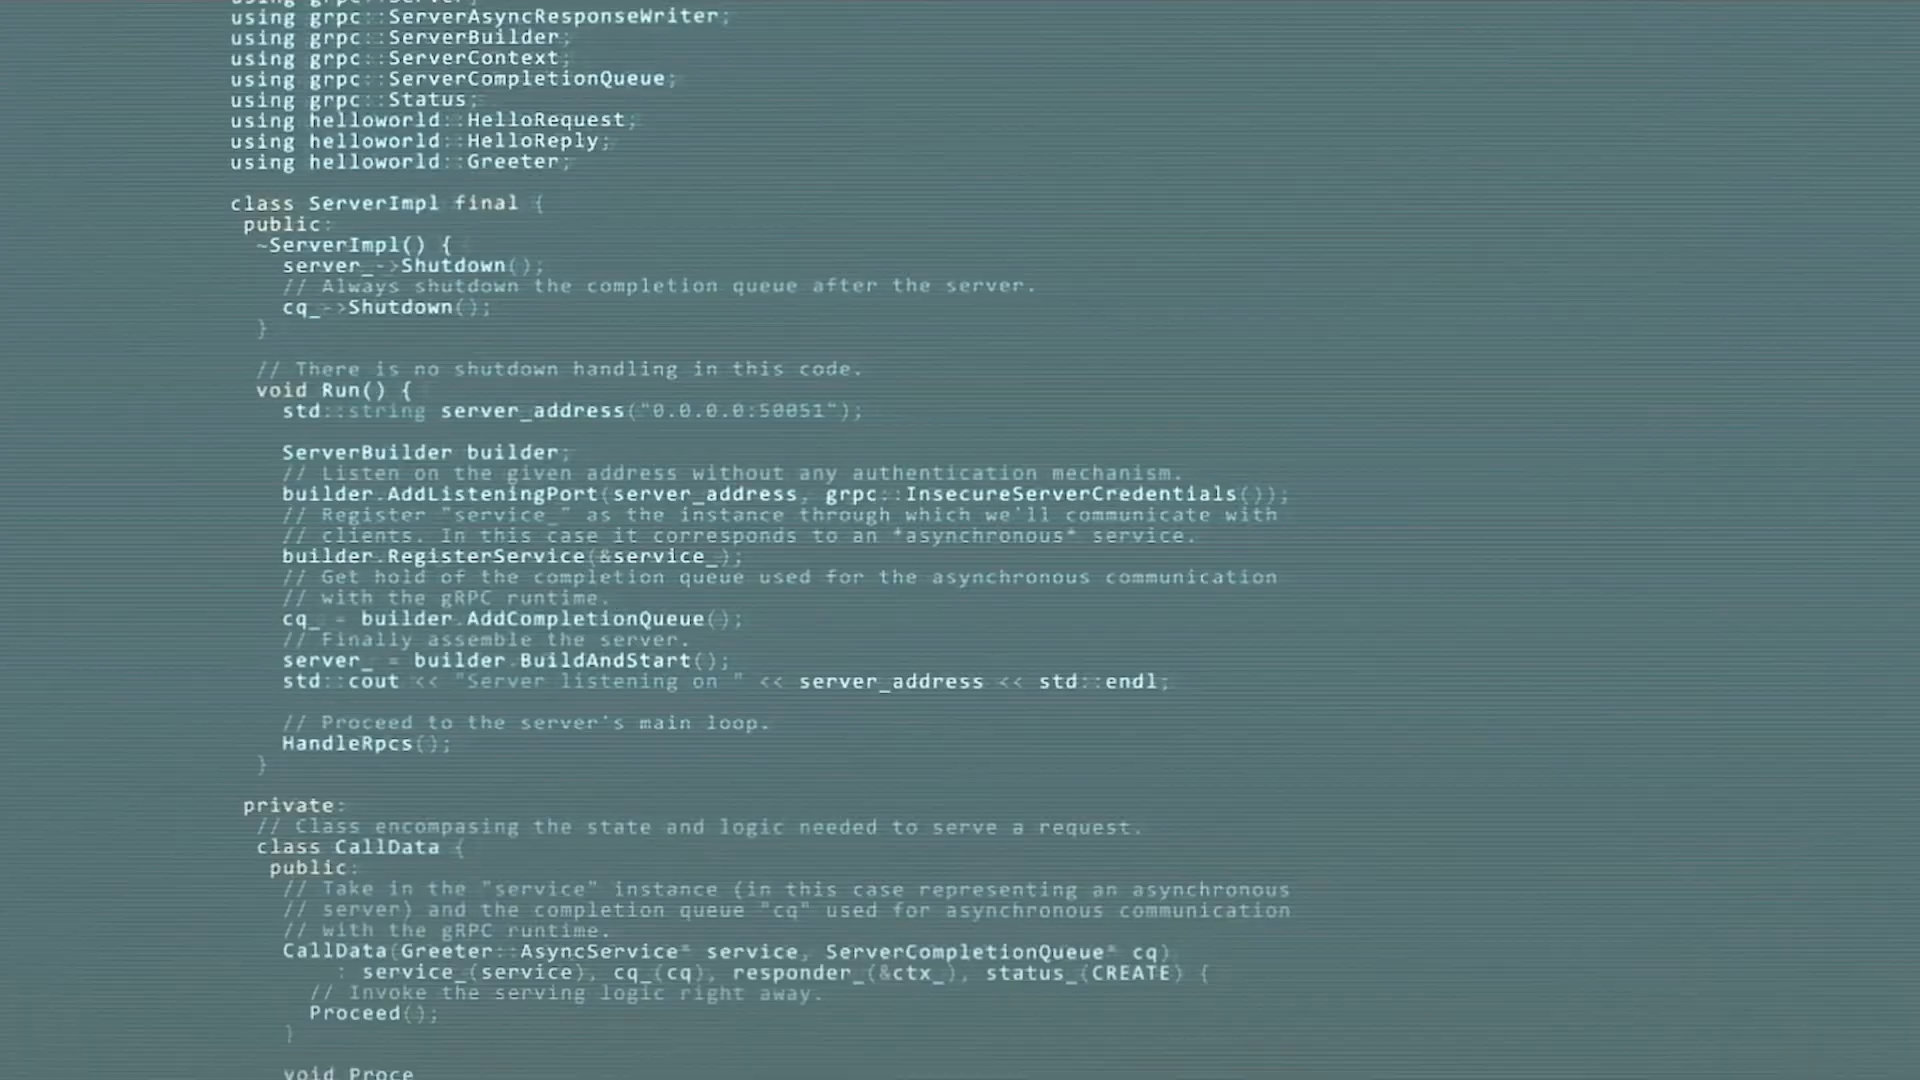 using grpc::Server;
using grpc::ServerAsyncResponseWriter;
using grpc::ServerBuilder;
using grpc::ServerContext;
using grpc::ServerCompletionQueue;
using grpc::Status;
using helloworld::HelloRequest;
using helloworld::HelloReply;
using helloworld::Greeter;
class ServerImpl final {
public:
~ServerImpl() {
server_->Shutdown();
// Always shutdown the completion queue after the server.
cq_->Shutdown();
}
// There is no shutdown handling in this code.
void Run() {
std::string server_address("0.0.0.0:50051");
ServerBuilder builder;
// Listen on the given address without any authentication mechanism.
builder.AddListeningPort(server_address, grpc::InsecureServerCredentials());
// Register "service_" as the instance through which we'll communicate with
// clients. In this case it corresponds to an *asynchronous* service.
builder.RegisterService(&service_);
// Get hold of the completion queue used for the asynchronous communication
// with the gRPC runtime.
cq_ = builder.AddCompletionQueue();
// Finally assemble the server.
server_ = builder.BuildAndStart();
std::cout << "Server listening on " << server_address << std::endl;
// Proceed to the server's main loop.
HandleRpcs();
}
private:
// Class encompasing the state and logic needed to serve a request.
class CallData {
public:
// Take in the "service" instance (in this case representing an asynchronous
// server) and the completion queue "cq" used for asynchronous communication
// with the gRPC runtime.
CallData(Greeter::AsyncService* service, ServerCompletionQueue* cq)
: service_(service), cq_(cq), responder_(&ctx_), status_(CREATE) {
// Invoke the serving logic right away.
Proceed();
}
void Proce